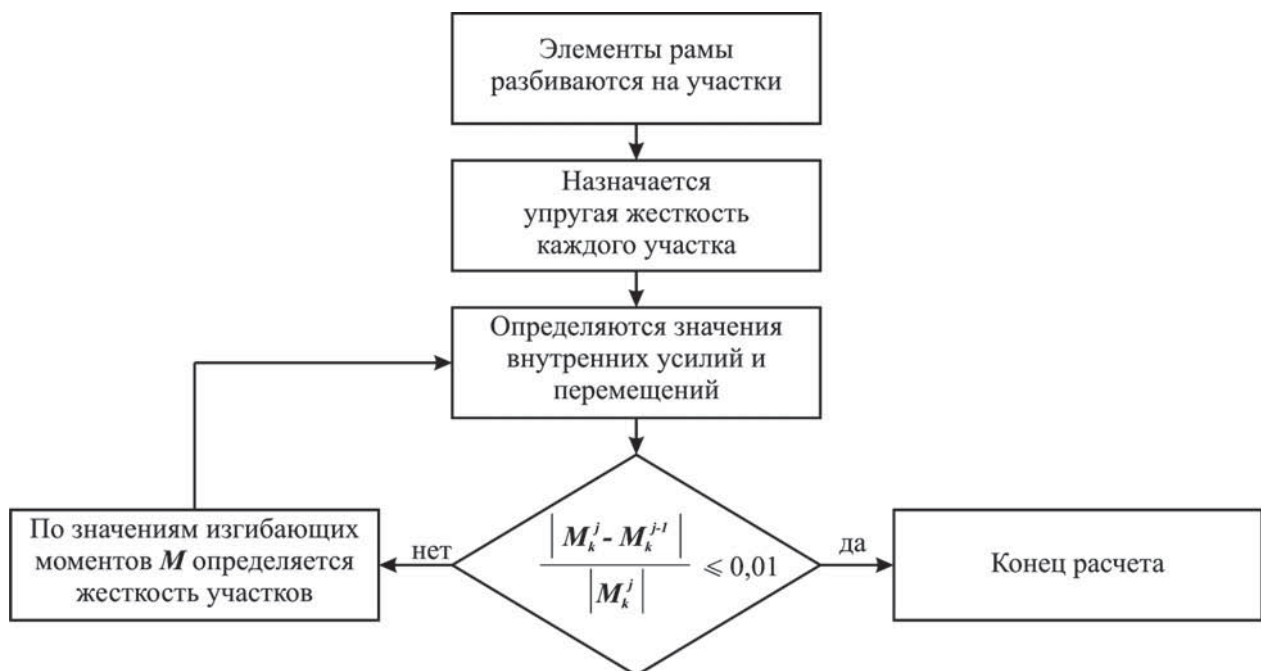 Элементы рамы
разбиваются на участки
Назначается
упругая жесткость
каждого участка
Определяются значения
внутренних усилий и
перемещений
По значениям изгибающих
моментов M определяется
жесткость участков
нет
|M_k^j - M_k^{j-1}| / |M_k^j| ⩽ 0,01
да
Конец расчета